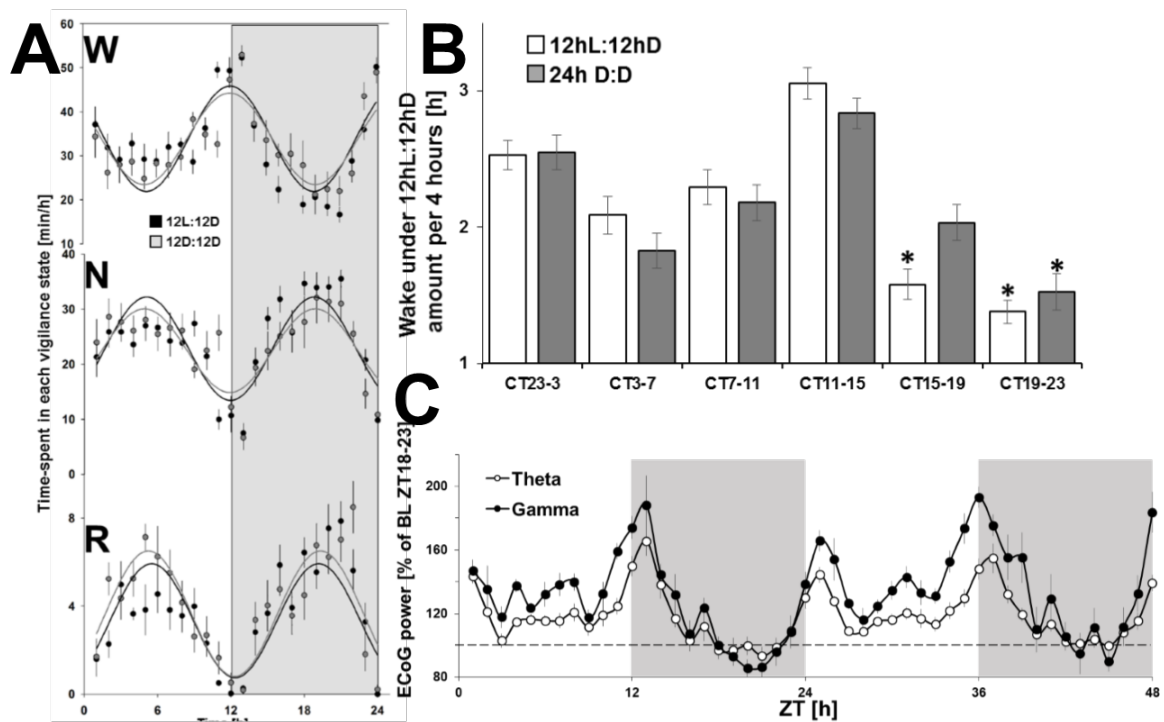 A
W
60
50
40
30
20
10
12L:12D
12D:12D
N
40
30
20
10
0
R
8
4
0
0
6
12
18
24
Time-spent in each vigilance state [min/h]
B
12hL:12hD
24h D:D
Wake under 12hL:12hD
amount per 4 hours [h]
3
2
1
*
*
*
CT23-3
CT3-7
CT7-11
CT11-15
CT15-19
CT19-23
C
Theta
Gamma
ECoG power [% of BL ZT18-23]
200
160
120
80
0
12
24
36
48
ZT [h]